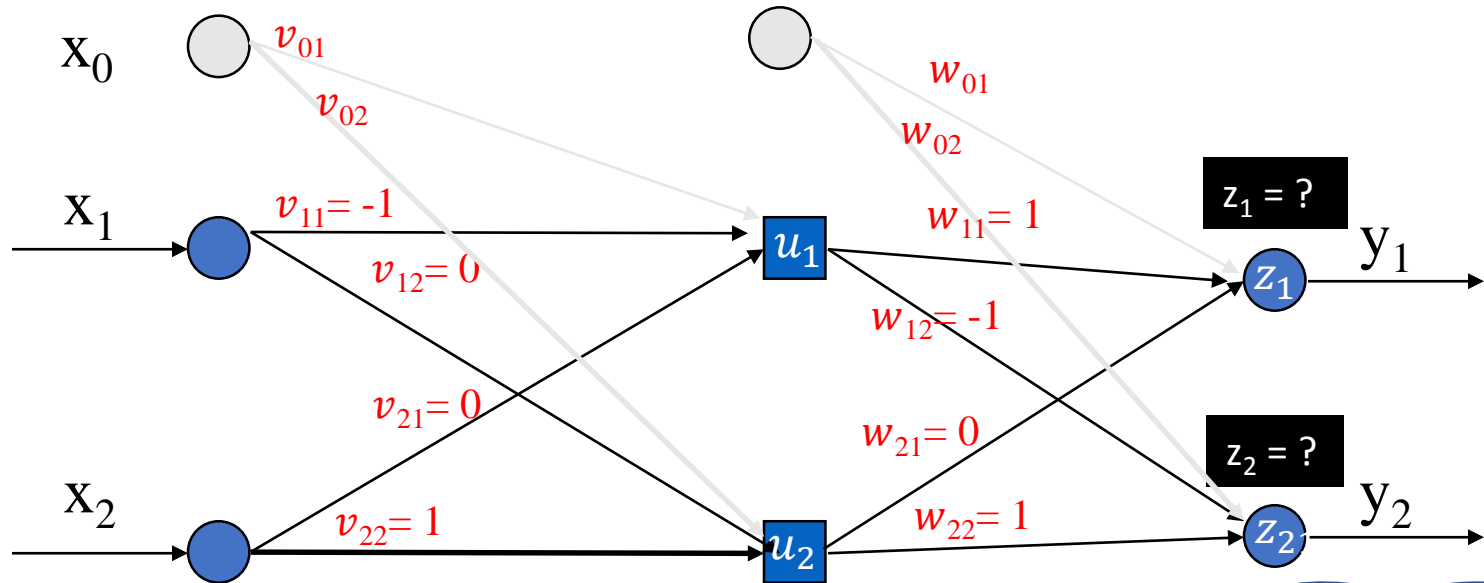 x₀
v₀₁
v₀₂
w₀₁
w₀₂
x₁
v₁₁= -1
v₁₂= 0
u₁
w₁₁= 1
w₁₂= -1
z₁ = ?
z₁
y₁
v₂₁= 0
w₂₁= 0
z₂ = ?
x₂
v₂₂= 1
u₂
w₂₂= 1
z₂
y₂